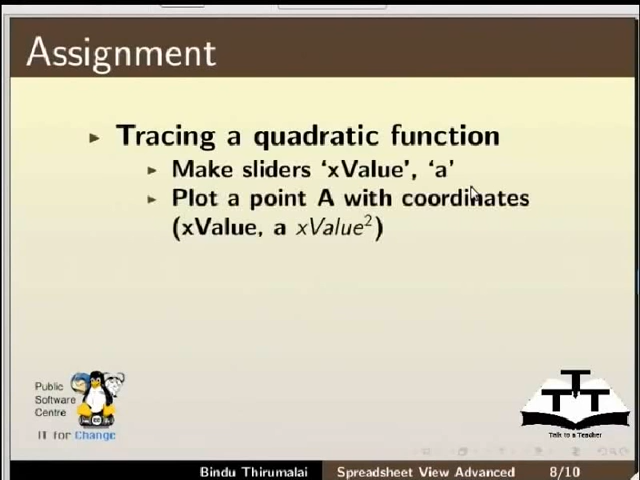 Assignment
Tracing a quadratic function
Make sliders ‘xValue’, ‘a’
Plot a point A with coordinates
(xValue, a xValue²)
Public
Software
Centre
IT for Change
TTT
Talk to a Teacher
Bindu Thirumalai Spreadsheet View Advanced 8/10